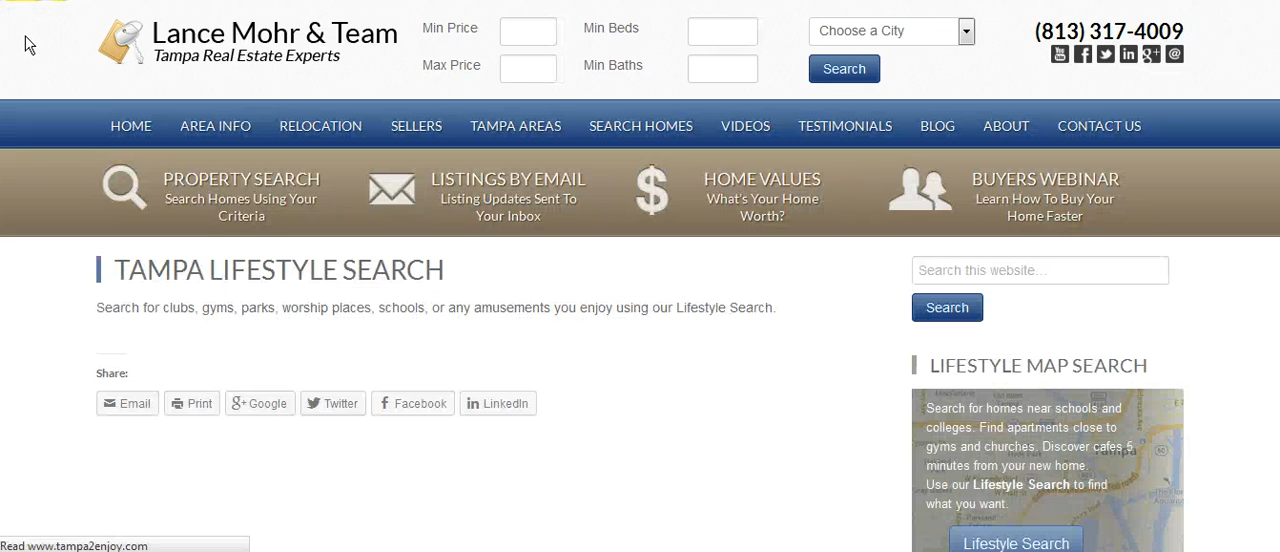 Lance Mohr & Team
Tampa Real Estate Experts
Min Price
Max Price
Min Beds
Min Baths
Choose a City
Search
(813) 317-4009
HOME AREA INFO RELOCATION SELLERS TAMPA AREAS SEARCH HOMES VIDEOS TESTIMONIALS BLOG ABOUT CONTACT US
PROPERTY SEARCH
Search Homes Using Your
Criteria
LISTINGS BY EMAIL
Listing Updates Sent To
Your Inbox
HOME VALUES
What's Your Home
Worth?
BUYERS WEBINAR
Learn How To Buy Your
Home Faster
TAMPA LIFESTYLE SEARCH
Search for clubs, gyms, parks, worship places, schools, or any amusements you enjoy using our Lifestyle Search.
Share:
Email Print Google Twitter Facebook LinkedIn
Search this website…
Search
LIFESTYLE MAP SEARCH
Search for homes near schools and
colleges. Find apartments close to
gyms and churches. Discover cafes 5
minutes from your new home.
Use our Lifestyle Search to find
what you want.
Tampa
Lifestyle Search
Read www.tampa2enjoy.com